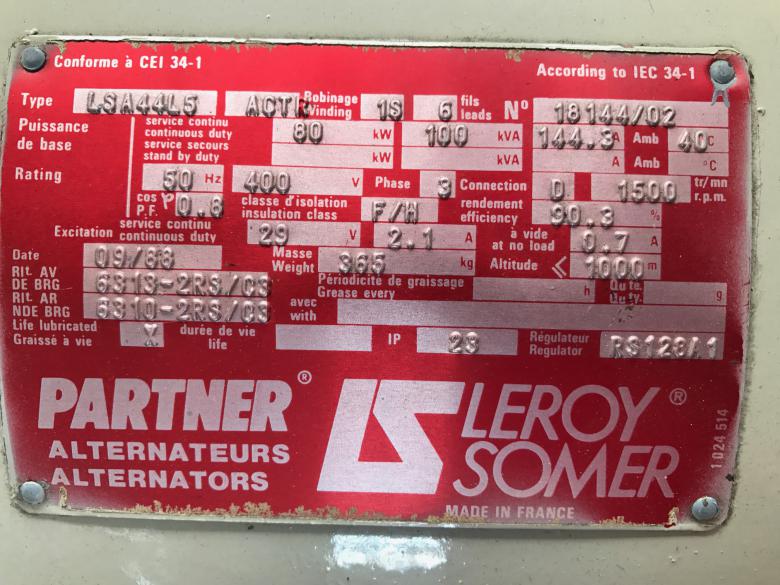 Conforme à CEI 34-1
According to IEC 34-1
Type LSA44L5 ACT Robinage Winding 1S 6 fils leads N° 18144/02
Puissance de base service continu continuous duty 80 kW 100 kVA 144.3 A Amb 40 °C
service secours stand by duty kW kVA A Amb °C
Rating 50 Hz 400 V Phase 3 Connection D 1500 tr/mn r.p.m.
cos φ P.F. 0.8 classe d'isolation insulation class F/H rendement efficiency 90.3 %
Excitation service continu continuous duty 29 V 2.1 A à vide at no load 0.7 A
Date 09/88 Masse Weight 365 kg Altitude ≤ 1000 m
Rlt. AV DE BRG 6313-2RS/C3 Périodicité de graissage Grease every h Qu te. Qu ty. g
Rlt. AR NDE BRG 6310-2RS/C3 avec with
Life lubricated Graissé à vie X durée de vie life IP 23 Régulateur Regulator RS128A1
PARTNER®
ALTERNATEURS
ALTERNATORS
LS LEROY®
SOMER
MADE IN FRANCE
1 024 514